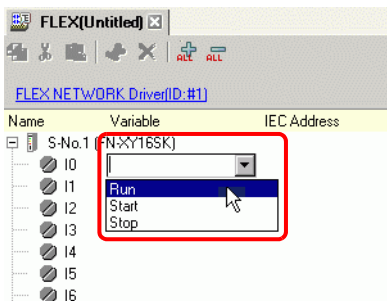 FLEX(Untitled)
ALL ALL
FLEX NETWORK Driver(ID:#1)
Name Variable IEC Address
S-No.1 (FN-XY16SK)
I0
I1 Run
I2 Start
I3 Stop
I4
I5
I6